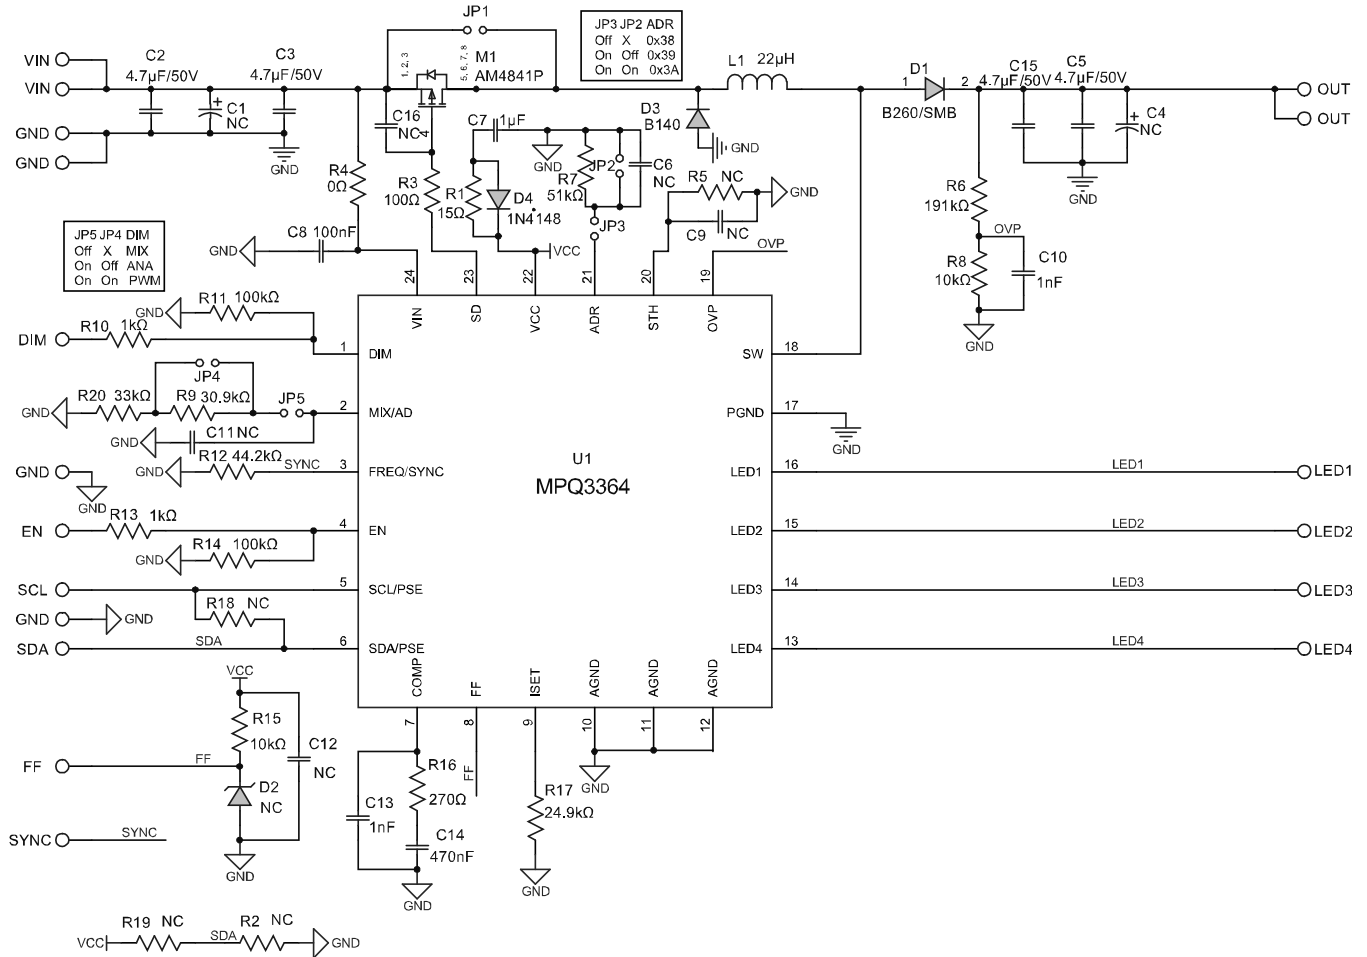 JP1
JP3 JP2 ADR
Off X 0x38
On Off 0x39
On On 0x3A
VIN
VIN
GND
GND
C2
4.7µF/50V
C1
NC
C3
4.7µF/50V
GND
1, 2, 3
5, 6, 7, 8
4
M1
AM4841P
C16
NC
L1 22µH
D3
B140
GND
1 D1 2
B260/SMB
C15
4.7µF/50V
C5
4.7µF/50V
C4
NC
GND
OUT
OUT
R4
0Ω
R3
100Ω
C7 1µF
R1
15Ω
D4
1N4148
VCC
GND
R7
51kΩ
JP2
C6
NC
JP3
R5 NC
GND
C9 NC
OVP
R6
191kΩ
OVP
R8
10kΩ
C10
1nF
GND
JP5 JP4 DIM
Off X MIX
On Off ANA
On On PWM
GND
C8 100nF
24
23
22
21
20
19
VIN
SD
VCC
ADR
STH
OVP
GND
R11 100kΩ
DIM
R10 1kΩ
1 DIM
SW 18
JP4
GND
R20 33kΩ
R9 30.9kΩ
JP5
2 MIX/AD
PGND 17
GND
GND
C11 NC
GND
R12 44.2kΩ
SYNC
3 FREQ/SYNC
U1
MPQ3364
LED1 16 LED1 LED1
GND
GND
R13 1kΩ
EN
4 EN
LED2 15 LED2 LED2
GND
R14 100kΩ
SCL
5 SCL/PSE
LED3 14 LED3 LED3
R18 NC
GND
GND
SDA
SDA
6 SDA/PSE
LED4 13 LED4 LED4
COMP
FF
ISET
AGND
AGND
AGND
7
8
9
10
11
12
VCC
R15
10kΩ
C12
NC
FF
FF
D2
NC
GND
SYNC
SYNC
C13
1nF
R16
270Ω
C14
470nF
GND
FF
R17
24.9kΩ
GND
GND
VCC
R19 NC
SDA
R2 NC
GND